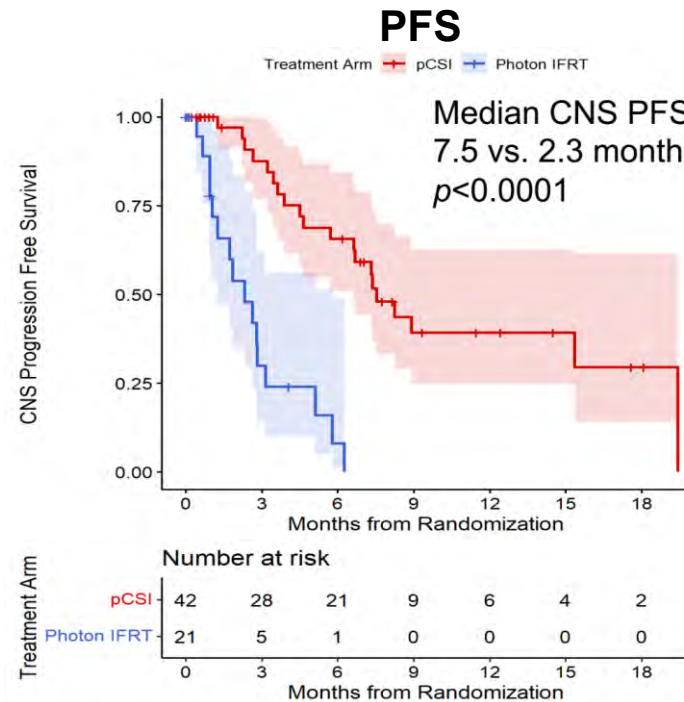 PFS
Treatment Arm pCSI Photon IFRT
Median CNS PFS
7.5 vs. 2.3 month
p<0.0001
CNS Progression Free Survival
1.00
0.75
0.50
0.25
0.00
0 3 6 9 12 15 18
Months from Randomization
Number at risk
Treatment Arm
pCSI 42 28 21 9 6 4 2
Photon IFRT 21 5 1 0 0 0 0
0 3 6 9 12 15 18
Months from Randomization